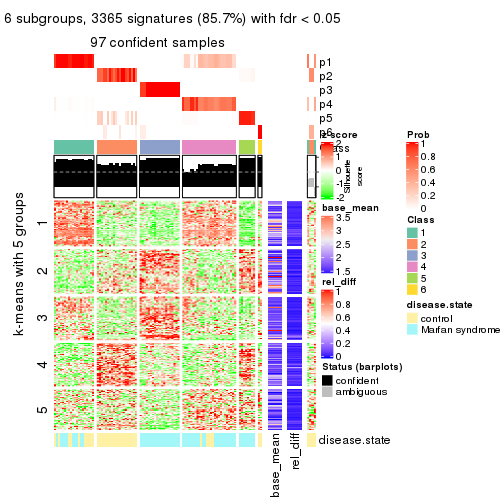 6 subgroups, 3365 signatures (85.7%) with fdr < 0.05
97 confident samples
p1
p2
p3
p4
p5
p6
Class
Silhouette
score
k-means with 5 groups
1
2
3
4
5
z-score
2
1
0
-1
-2
base_mean
3.5
3
2.5
2
1.5
rel_diff
1
0.8
0.6
0.4
0.2
0
Status (barplots)
confident
ambiguous
Prob
1
0.8
0.6
0.4
0.2
0
Class
1
2
3
4
5
6
disease.state
control
Marfan syndrome
disease.state
base_mean
rel_diff